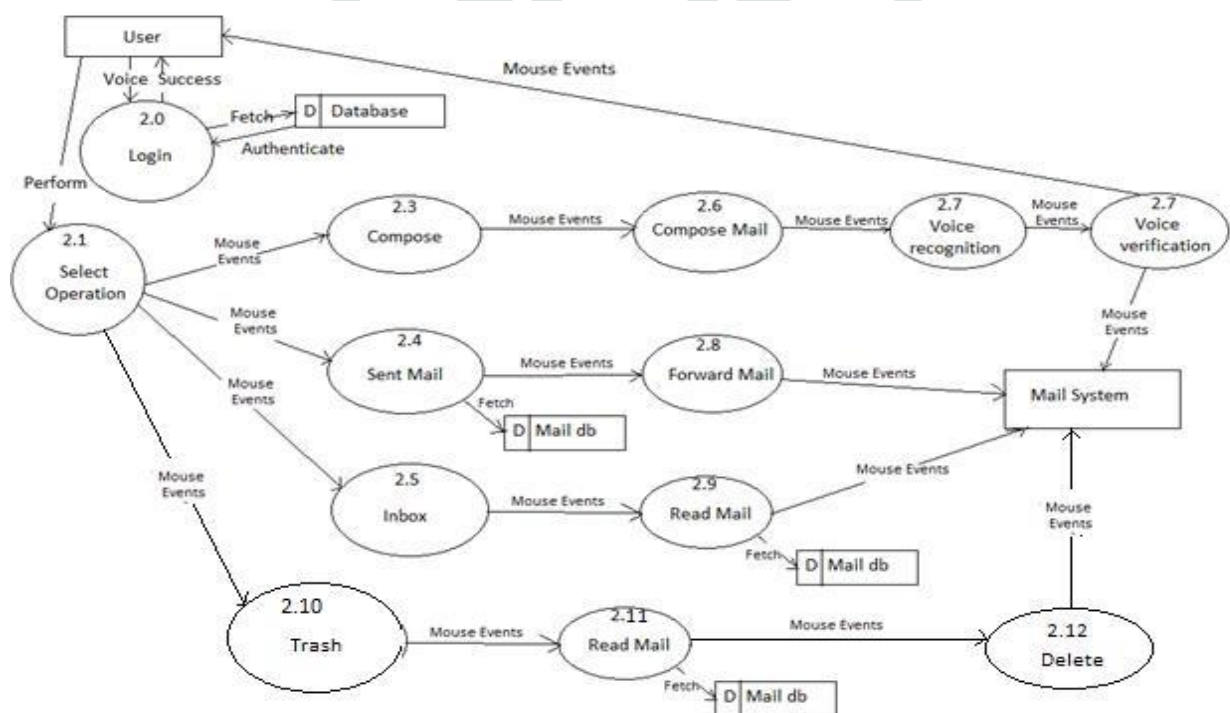 User
Mouse Events
Voice Success
2.0
Login
Fetch
D Database
Authenticate
Perform
2.1
Select
Operation
Mouse
Events
2.3
Compose
Mouse Events
2.6
Compose Mail
Mouse Events
2.7
Voice
recognition
Mouse
Events
2.7
Voice
verification
Mouse
Events
Mouse
Events
2.4
Sent Mail
Mouse Events
2.8
Forward Mail
Mouse Events
Mail System
Fetch
D Mail db
Mouse
Events
2.5
Inbox
Mouse Events
2.9
Read Mail
Mouse Events
Fetch
D Mail db
Mouse
Events
Mouse
Events
2.10
Trash
Mouse Events
2.11
Read Mail
Mouse Events
2.12
Delete
Fetch
D Mail db